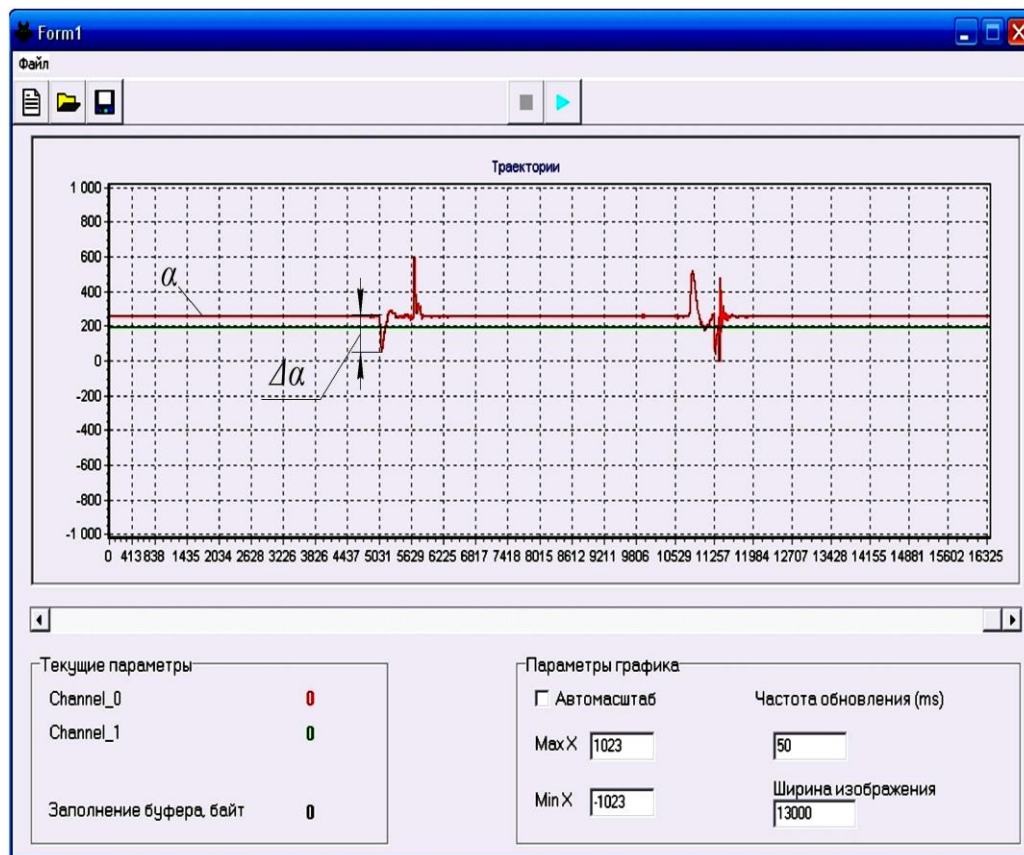 Form1
Файл
Траектории
1 000
800
600
400
200
0
-200
-400
-600
-800
-1 000
α
Δα
0 413 838 1435 2034 2628 3226 3826 4437 5031 5629 6225 6817 7418 8015 8612 9211 9806 10529 11257 11984 12707 13428 14155 14881 15602 16325
Текущие параметры
Channel_0 0
Channel_1 0
Заполнение буфера, байт 0
Параметры графика
Автомасштаб Частота обновления (ms)
Max X 1023 50
Min X -1023 Ширина изображения
13000